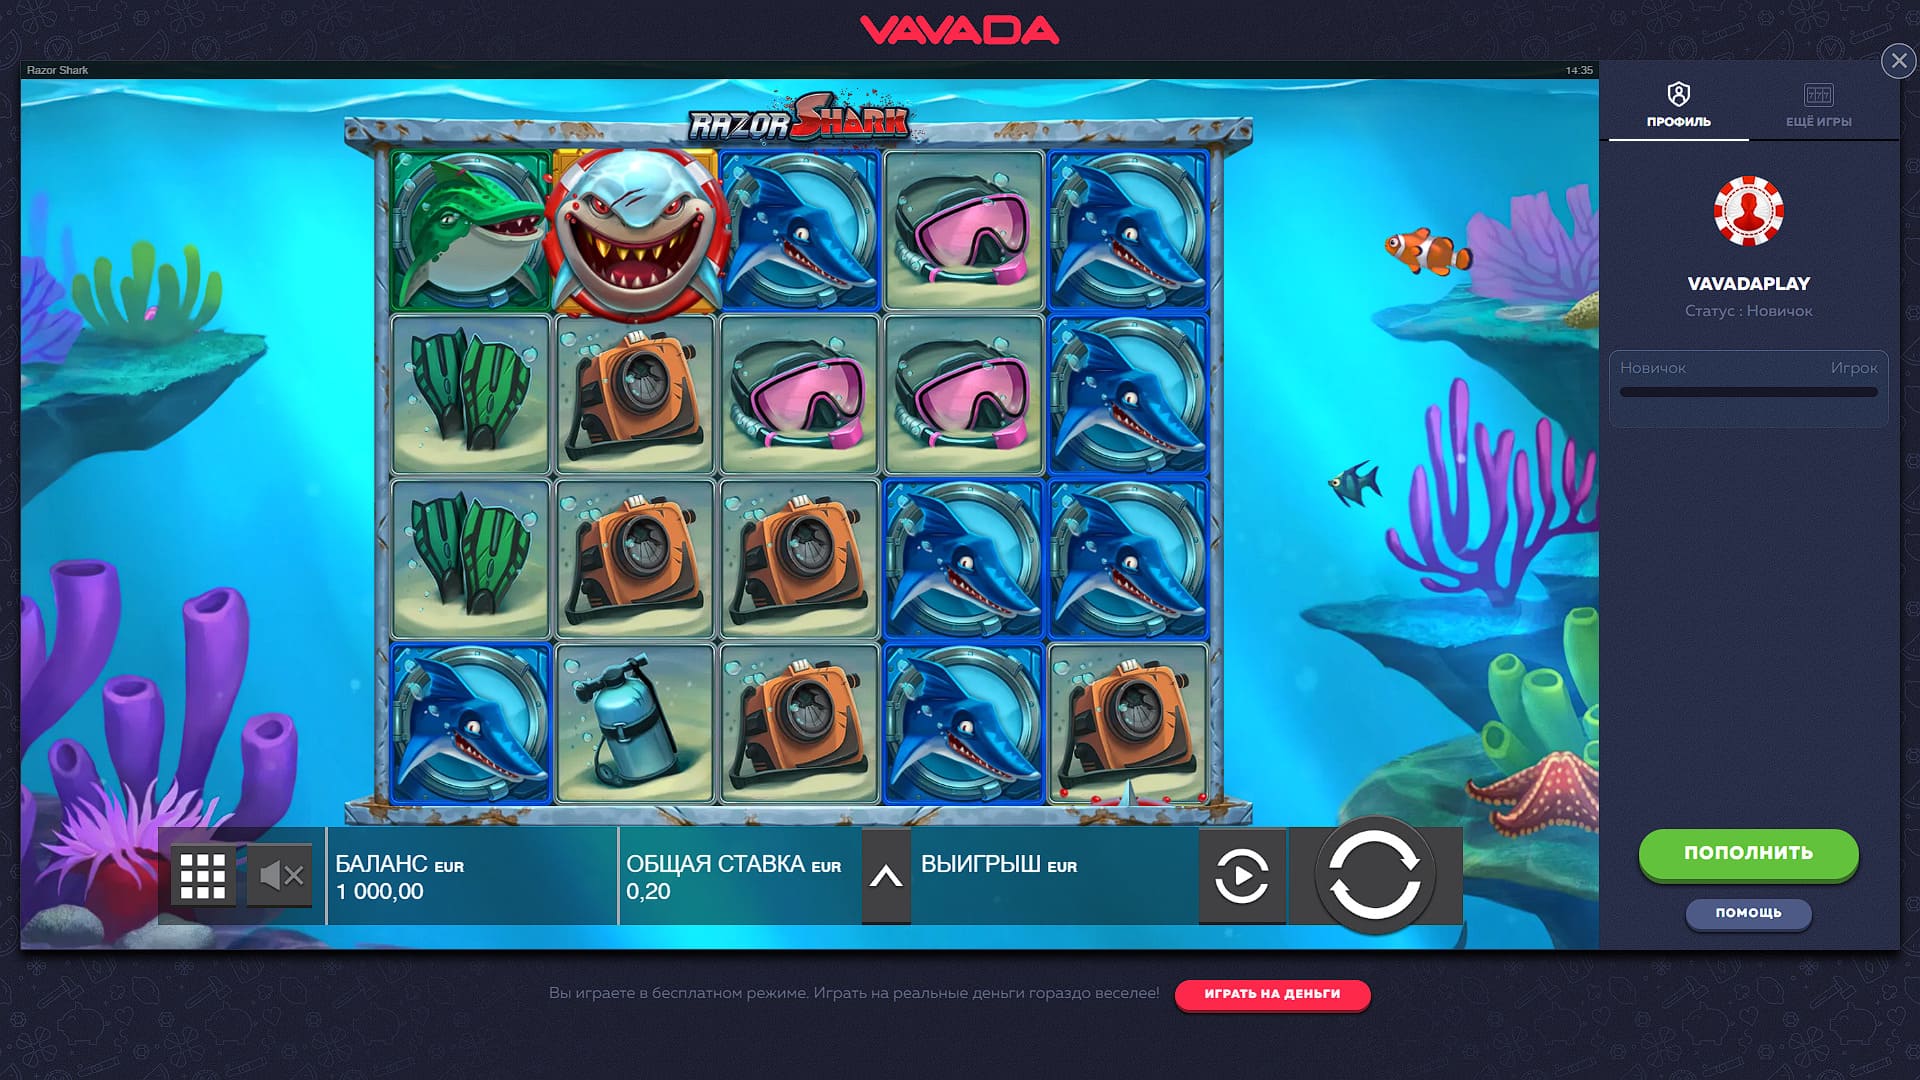 VAVADA
Razor Shark
14:35
RAZOR SHARK
ПРОФИЛЬ
ЕЩЁ ИГРЫ
VAVADAPLAY
Статус : Новичок
Новичок
Игрок
БАЛАНС EUR
1 000,00
ОБЩАЯ СТАВКА EUR
0,20
ВЫИГРЫШ EUR
ПОПОЛНИТЬ
ПОМОЩЬ
Вы играете в бесплатном режиме. Играть на реальные деньги гораздо веселее!
ИГРАТЬ НА ДЕНЬГИ